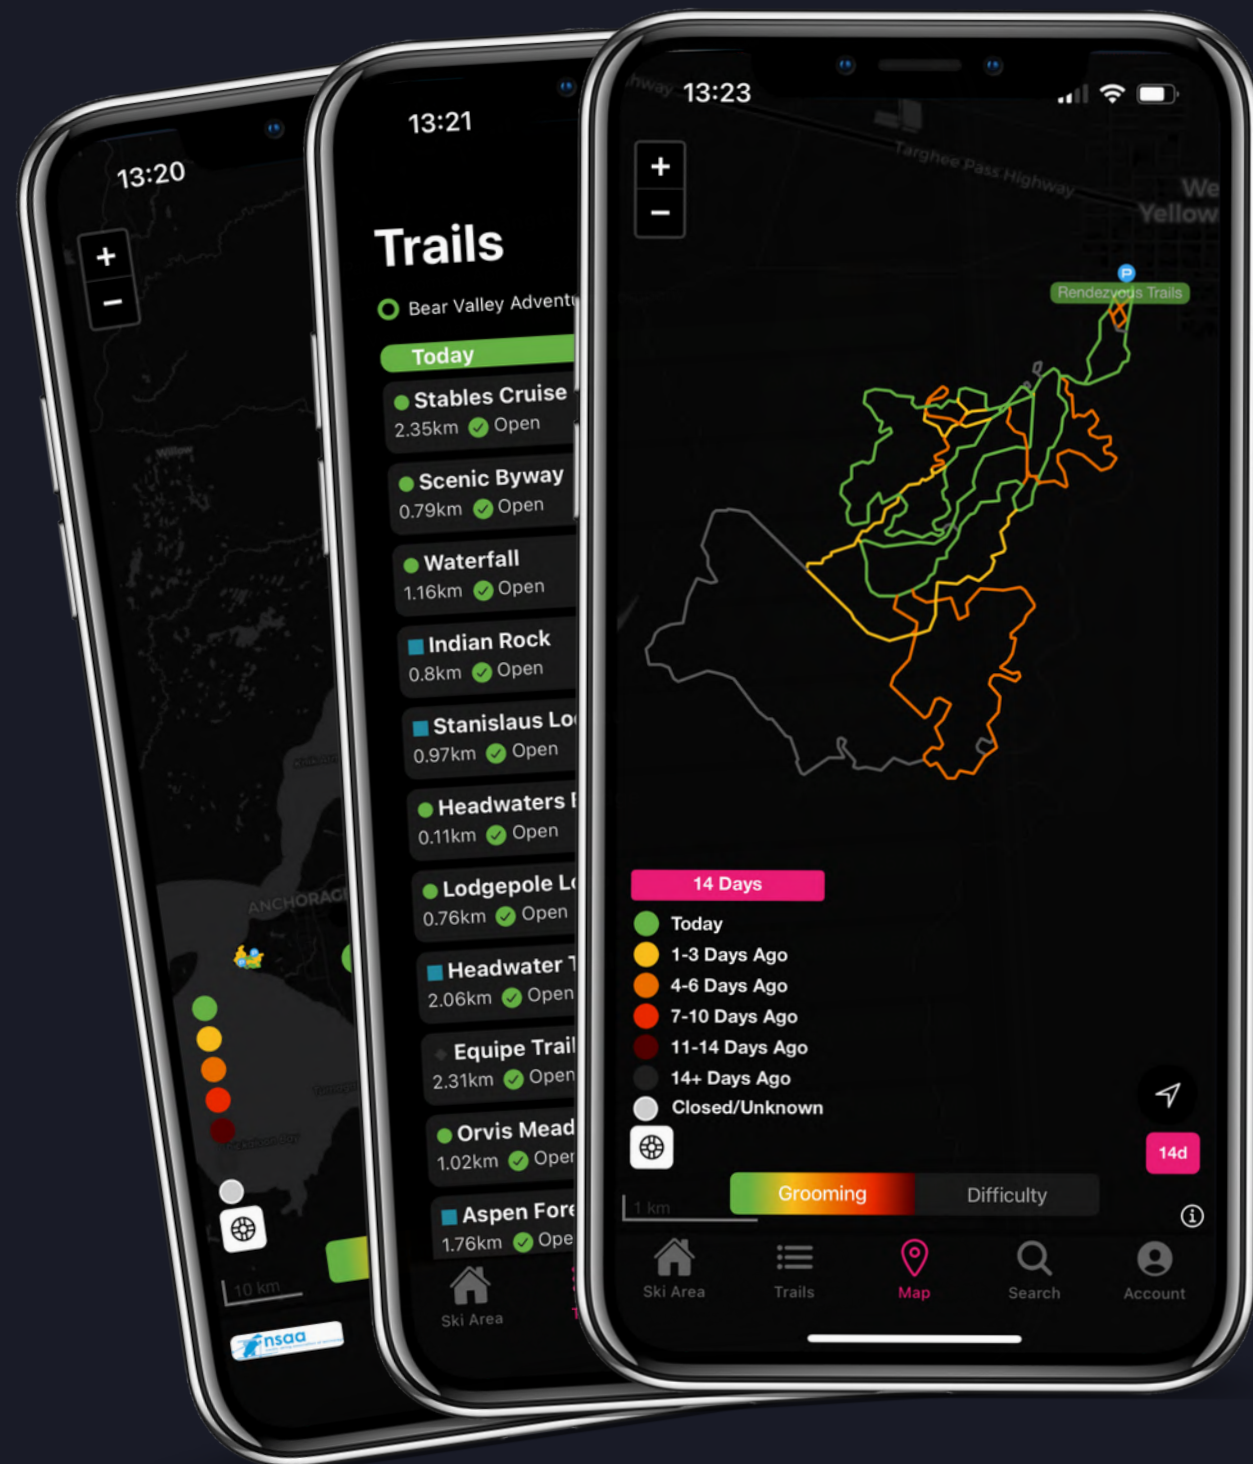 13:20
+
−
Willow
ANCHORAG
10 km
nsaa
13:21
Trails
Bear Valley Adventu
Today
Stables Cruise
2.35km Open
Scenic Byway
0.79km Open
Waterfall
1.16km Open
Indian Rock
0.8km Open
Stanislaus Lo
0.97km Open
Headwaters
0.11km Open
Lodgepole Lo
0.76km Open
Headwater T
2.06km Open
Equipe Trail
2.31km Open
Orvis Mead
1.02km Open
Aspen Fore
1.76km Ope
Ski Area
13:23
+
−
hway
Targhee Pass Highway
We
Yellow
P
Rendezvous Trails
14 Days
Today
1-3 Days Ago
4-6 Days Ago
7-10 Days Ago
11-14 Days Ago
14+ Days Ago
Closed/Unknown
14d
Grooming
Difficulty
1 km
Ski Area
Trails
Map
Search
Account